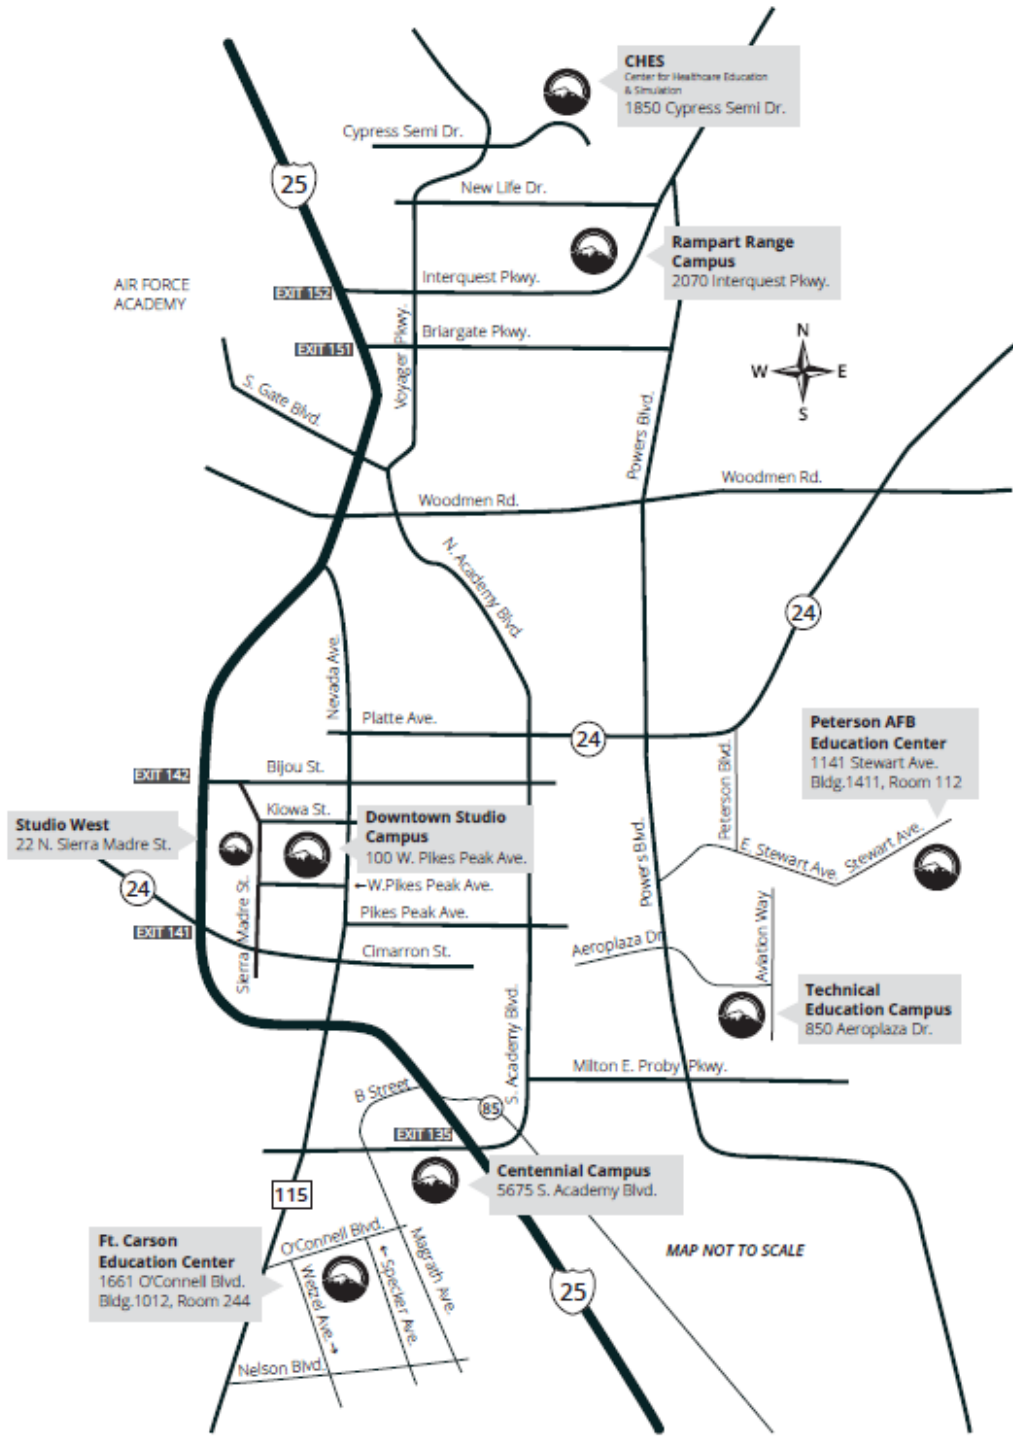 CHES
Center for Healthcare Education
& Simulation
1850 Cypress Semi Dr.
Cypress Semi Dr.
25
New Life Dr.
Rampart Range
Campus
2070 Interquest Pkwy.
Interquest Pkwy.
AIR FORCE
ACADEMY
EXIT 152
Voyager Pkwy.
Briargate Pkwy.
EXIT 151
N
W
E
S
S. Gate Blvd.
Powers Blvd.
Woodmen Rd.
Woodmen Rd.
N. Academy Blvd.
24
Nevada Ave.
Platte Ave.
24
Peterson AFB
Education Center
1141 Stewart Ave.
Bldg.1411, Room 112
Peterson Blvd.
EXIT 142
Bijou St.
Kiowa St.
Studio West
22 N. Sierra Madre St.
Downtown Studio
Campus
100 W. Pikes Peak Ave.
Powers Blvd.
E. Stewart Ave.
Stewart Ave.
24
←W.Pikes Peak Ave.
Pikes Peak Ave.
EXIT 141
Sierra Madre St.
Cimarron St.
Aeroplaza Dr.
Aviation Way
Technical
Education Campus
850 Aeroplaza Dr.
S. Academy Blvd.
Milton E. Proby Pkwy.
B Street
85
EXIT 135
Centennial Campus
5675 S. Academy Blvd.
115
Ft. Carson
Education Center
1661 O'Connell Blvd.
Bldg.1012, Room 244
O'Connell Blvd.
Wetzel Ave.→
←Specker Ave.
Magrath Ave.
MAP NOT TO SCALE
25
Nelson Blvd.